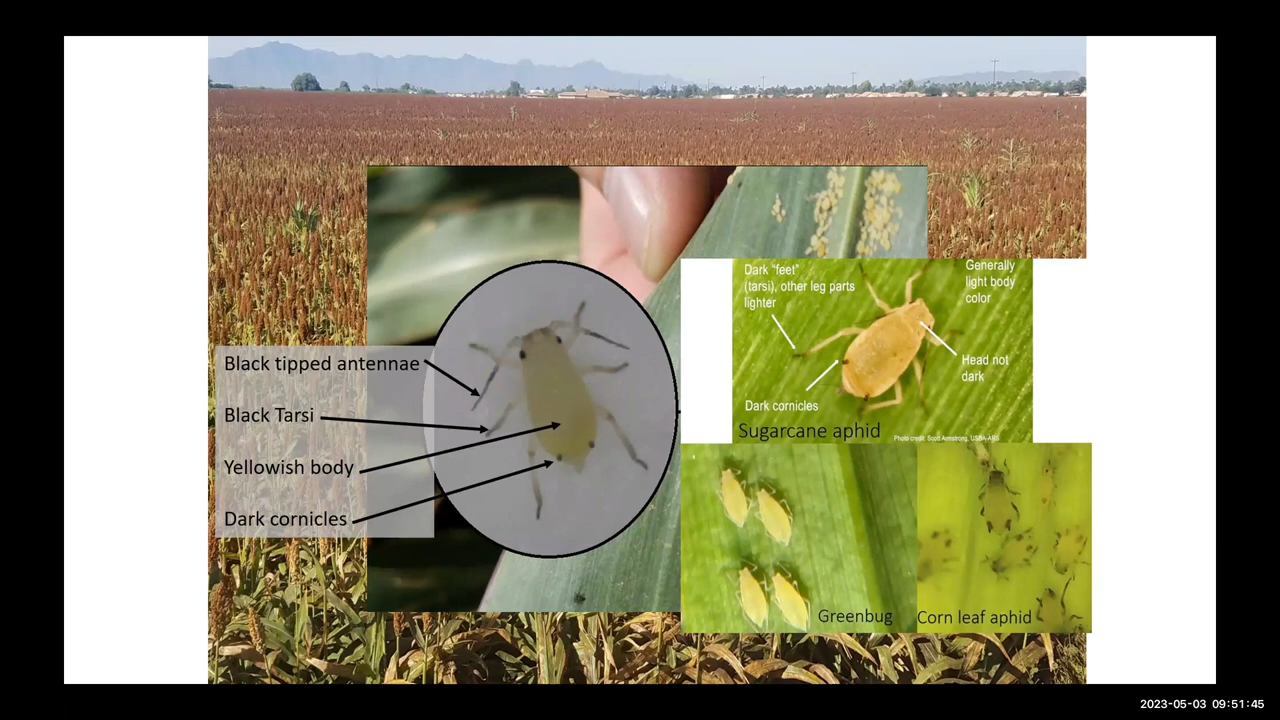 Black tipped antennae
Black Tarsi
Yellowish body
Dark cornicles
Dark "feet"
(tarsi), other leg parts
lighter
Generally
light body
color
Head not
dark
Dark cornicles
Sugarcane aphid
Photo credit: Scott Armstrong, USDA-ARS
Greenbug
Corn leaf aphid
2023-05-03 09:51:45